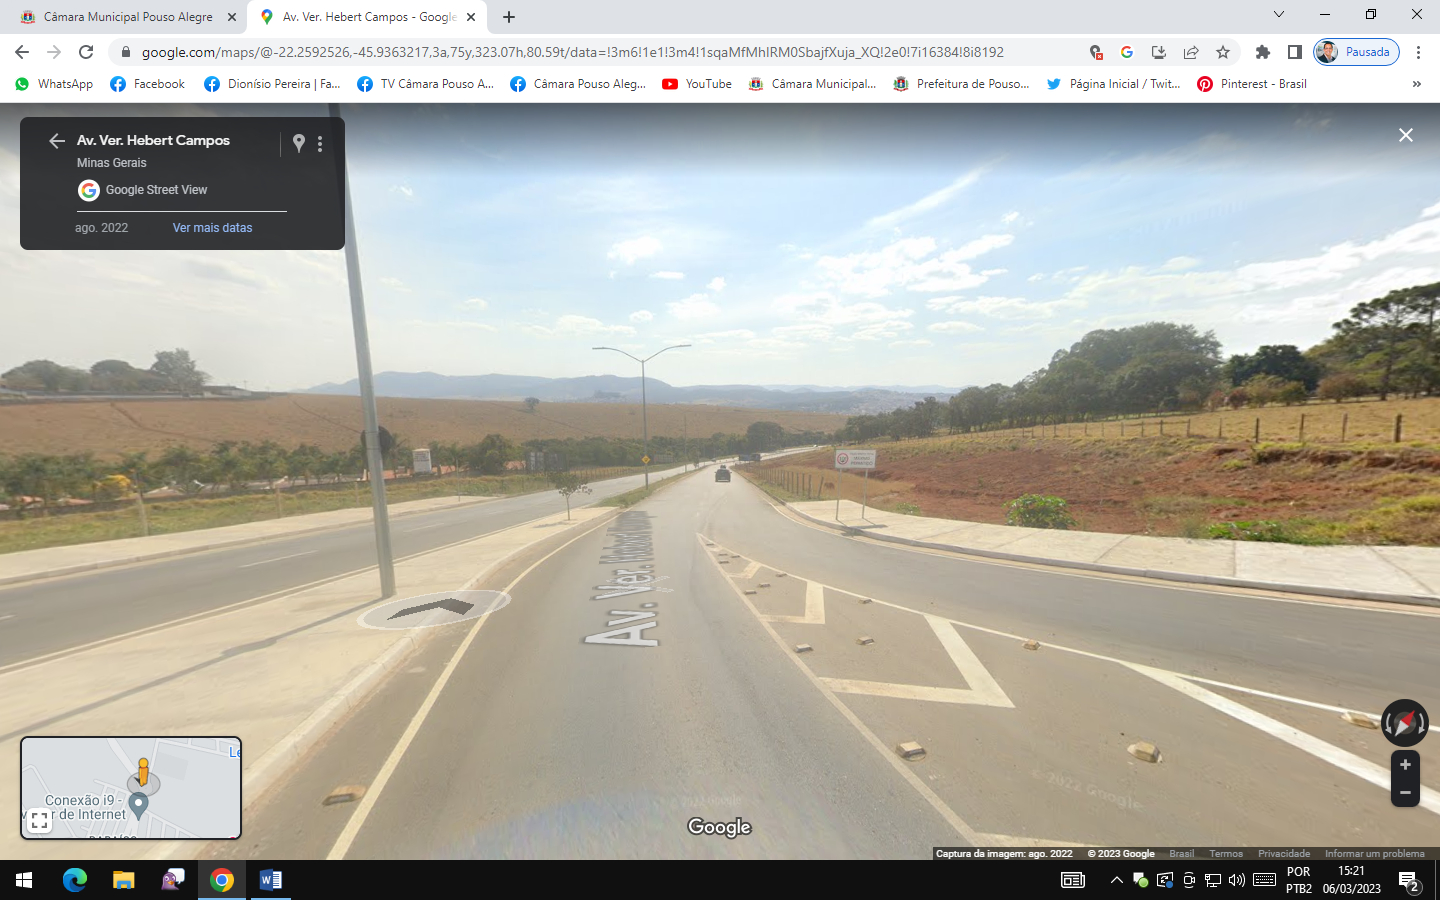 Câmara Municipal Pouso Alegre
Av. Ver. Hebert Campos - Google
google.com/maps/@-22.2592526,-45.9363217,3a,75y,323.07h,80.59t/data=!3m6!1e1!3m4!1sqaMfMhIRM0SbajfXuja_XQ!2e0!7i16384!8i8192
Pausada
WhatsApp
Facebook
Dionísio Pereira | Fa...
TV Câmara Pouso A...
Câmara Pouso Aleg...
YouTube
Câmara Municipal...
Prefeitura de Pouso...
Página Inicial / Twit...
Pinterest - Brasil
»
Av. Ver. Hebert Campos
Minas Gerais
Google Street View
ago. 2022
Ver mais datas
Av. Ver.
Conexão i9 -
r de Internet
Le
© 2022 Google
Google
Captura da imagem: ago. 2022
© 2023 Google
Brasil
Termos
Privacidade
Informar um problema
POR
PTB2
15:21
06/03/2023
2